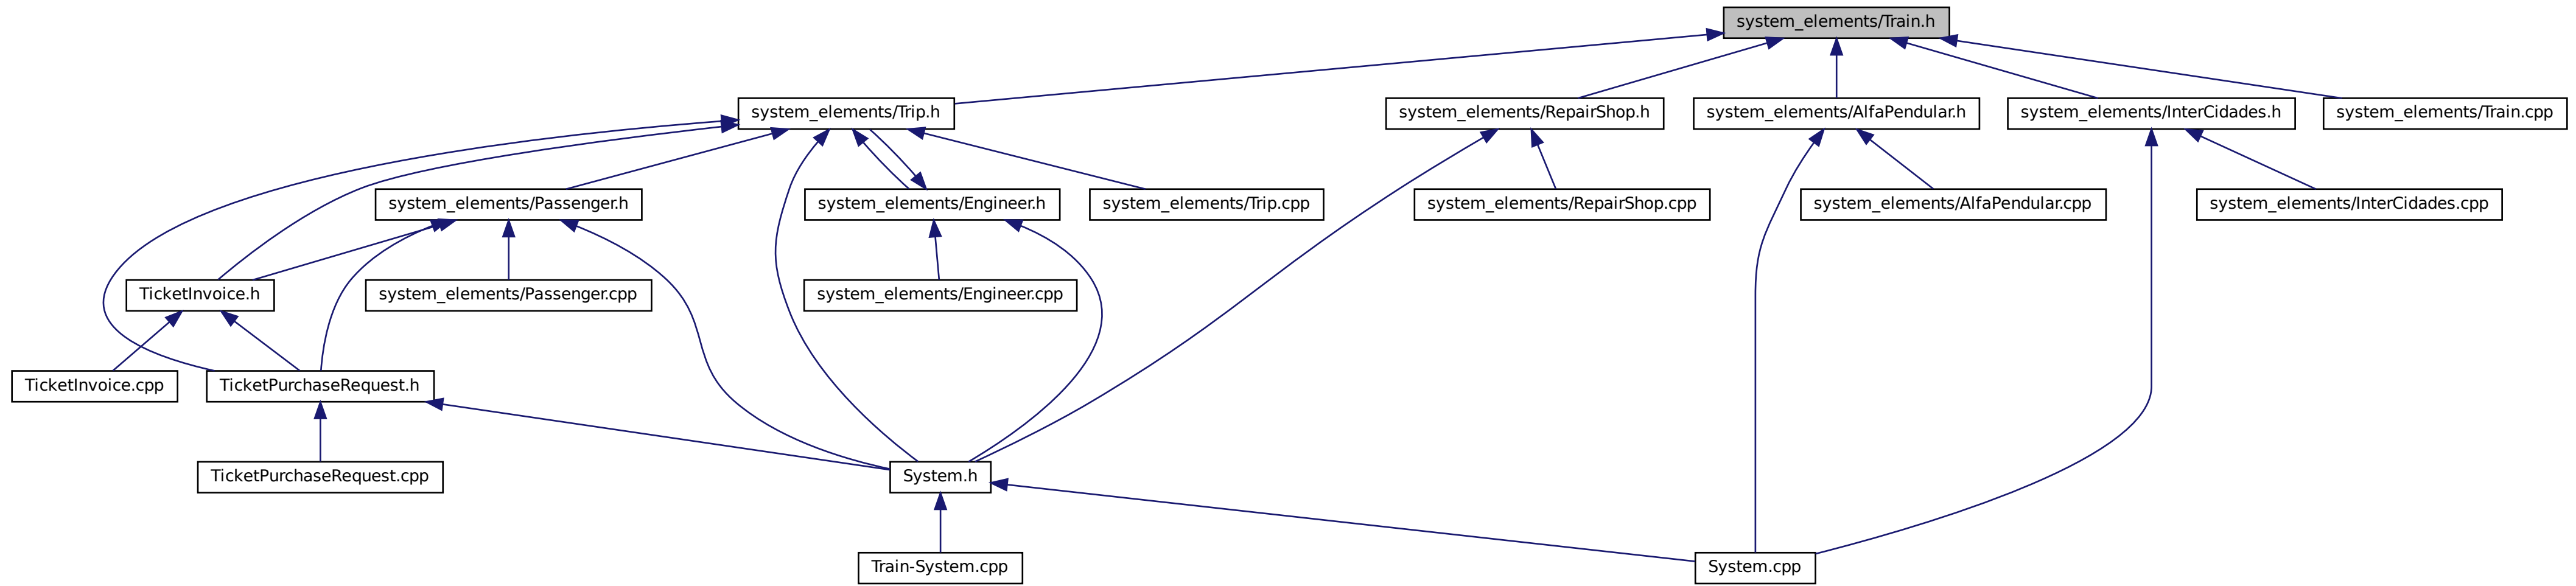 system_elements/Train.h
system_elements/Trip.h
system_elements/RepairShop.h
system_elements/AlfaPendular.h
system_elements/InterCidades.h
system_elements/Train.cpp
system_elements/Passenger.h
system_elements/Engineer.h
system_elements/Trip.cpp
system_elements/RepairShop.cpp
system_elements/AlfaPendular.cpp
system_elements/InterCidades.cpp
TicketInvoice.h
system_elements/Passenger.cpp
system_elements/Engineer.cpp
TicketInvoice.cpp
TicketPurchaseRequest.h
TicketPurchaseRequest.cpp
System.h
Train-System.cpp
System.cpp